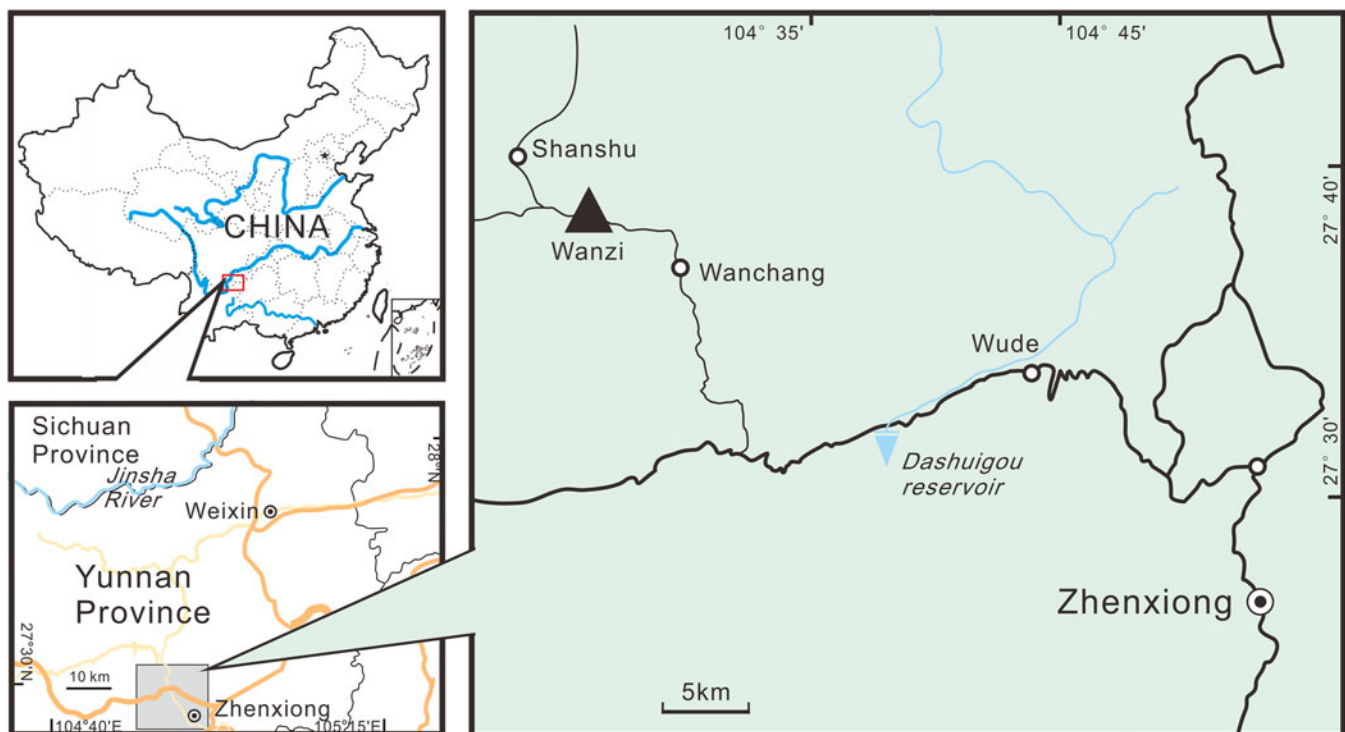 CHINA
Sichuan
Province
Jinsha
River
28°N
Weixin
Yunnan
Province
27°30'N
10 km
Zhenxiong
104°40'E
105°15'E
104° 35'
104° 45'
Shanshu
27° 40'
Wanzi
Wanchang
Wude
27° 30'
Dashuigou
reservoir
Zhenxiong
5km